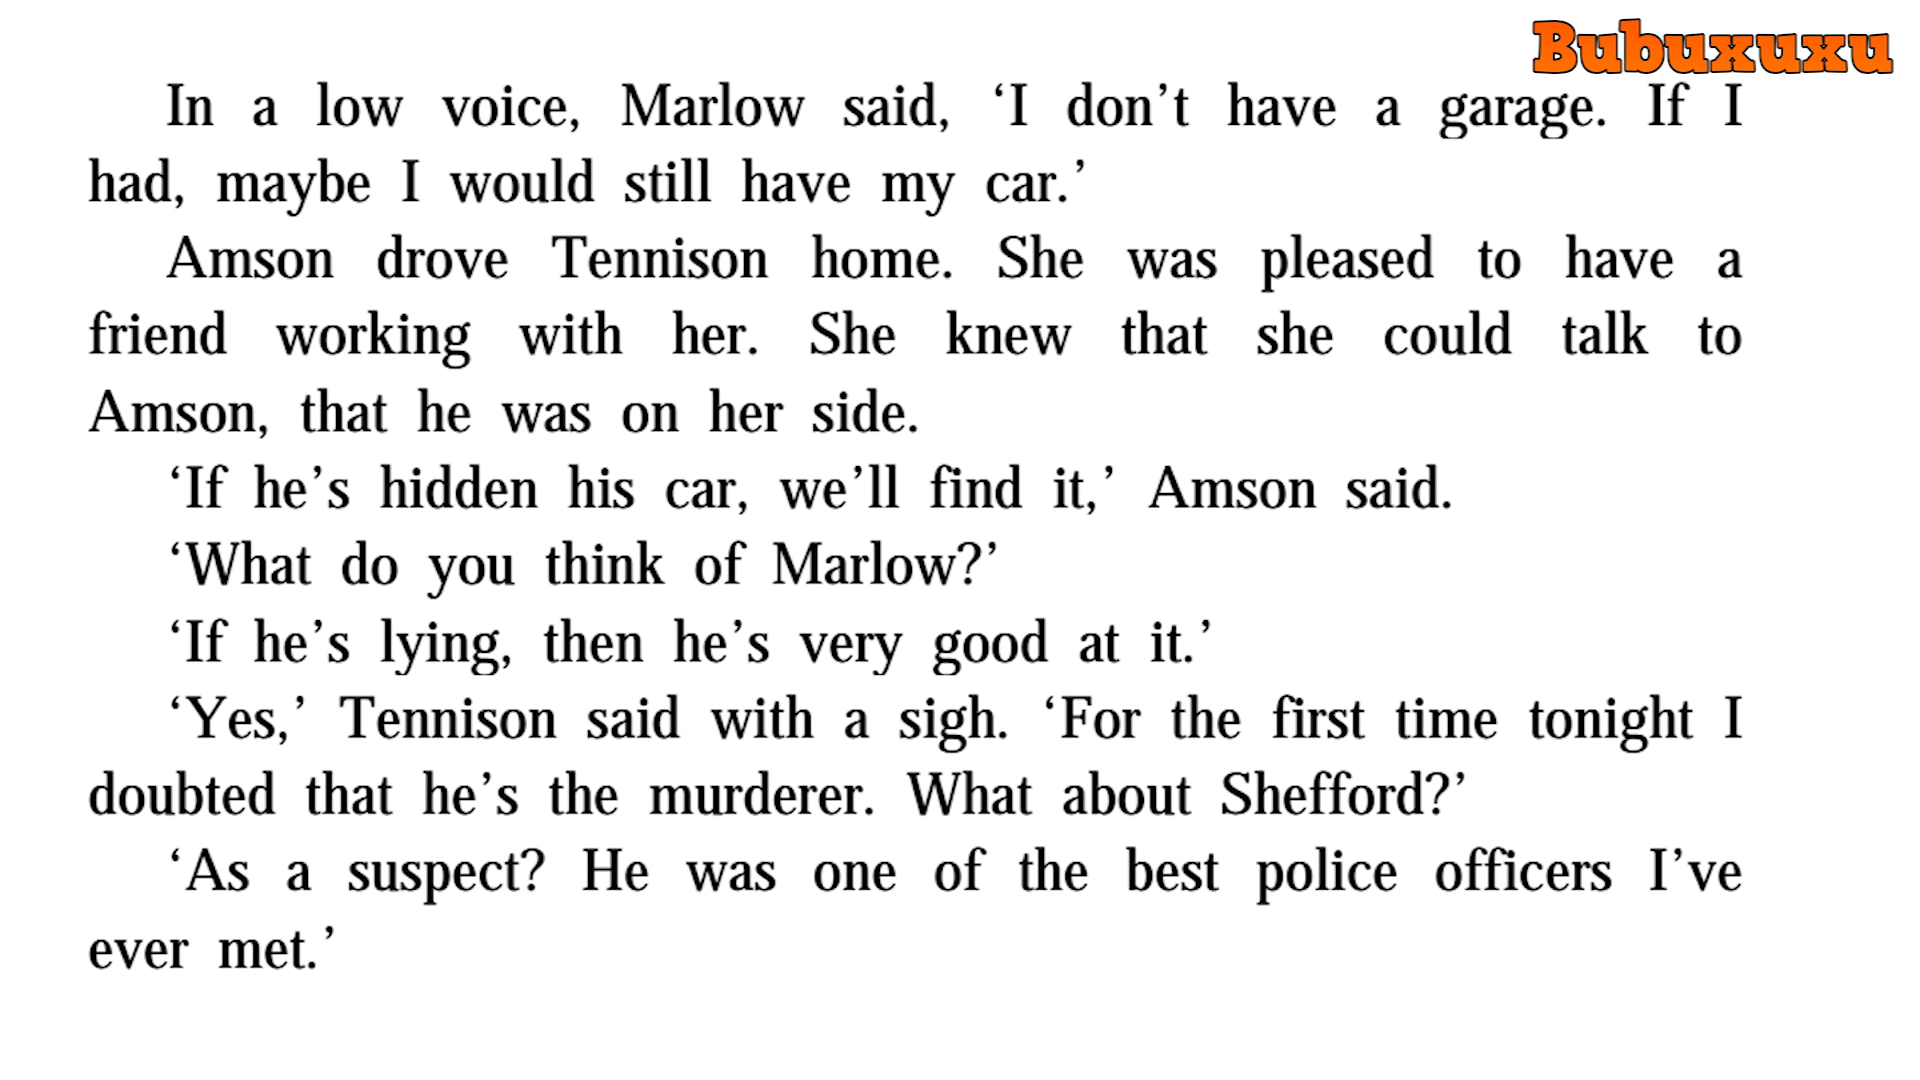 Bubuxuxu
In a low voice, Marlow said, ‘I don’t have a garage. If I
had, maybe I would still have my car.’
Amson drove Tennison home. She was pleased to have a
friend working with her. She knew that she could talk to
Amson, that he was on her side.
‘If he’s hidden his car, we’ll find it,’ Amson said.
‘What do you think of Marlow?’
‘If he’s lying, then he’s very good at it.’
‘Yes,’ Tennison said with a sigh. ‘For the first time tonight I
doubted that he’s the murderer. What about Shefford?’
‘As a suspect? He was one of the best police officers I’ve
ever met.’